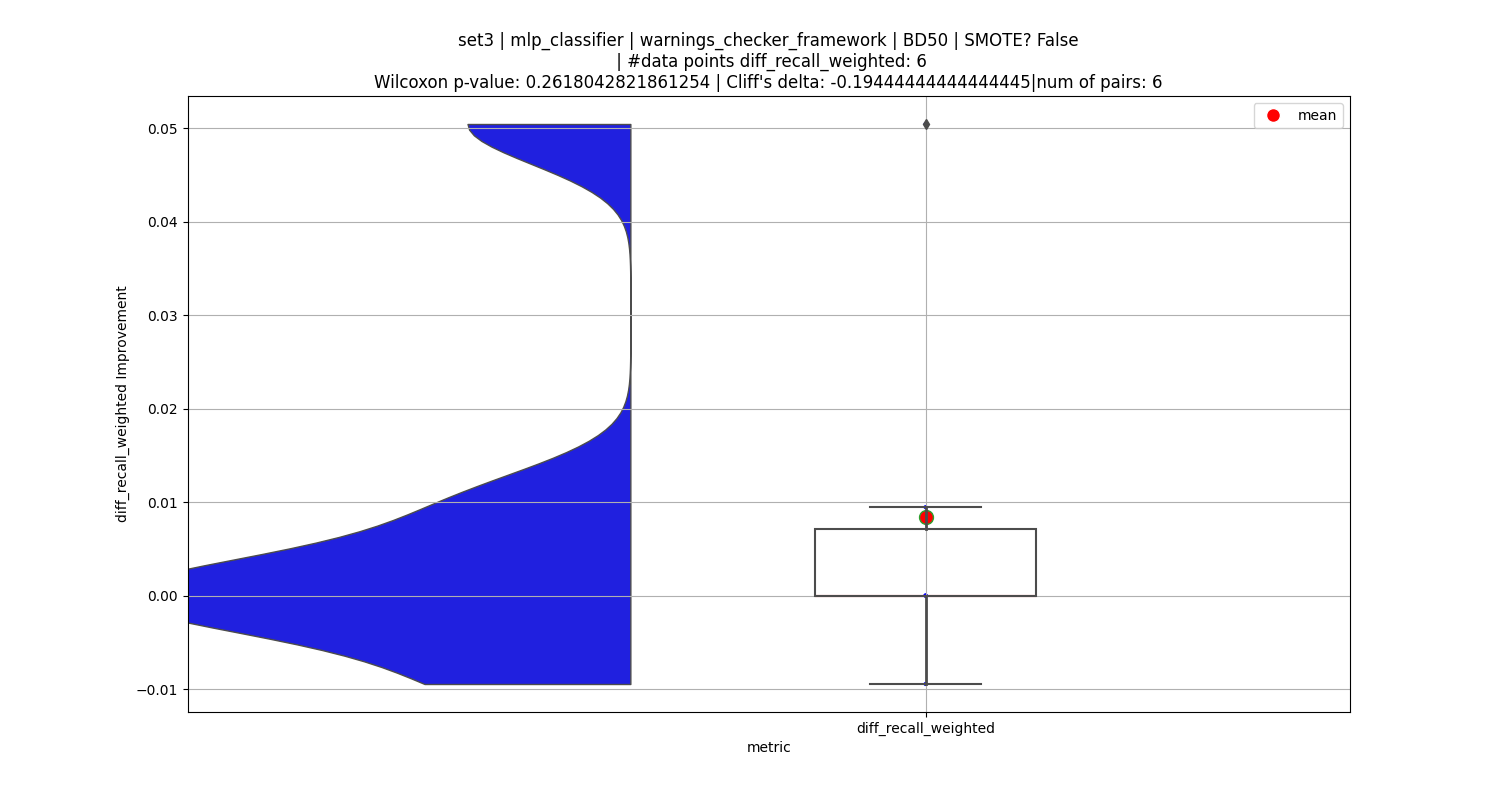 set3 | mlp_classifier | warnings_checker_framework | BD50 | SMOTE? False
| #data points diff_recall_weighted: 6
Wilcoxon p-value: 0.2618042821861254 | Cliff's delta: -0.19444444444444445|num of pairs: 6
mean
0.05
0.04
0.03
0.02
0.01
0.00
−0.01
diff_recall_weighted Improvement
diff_recall_weighted
metric